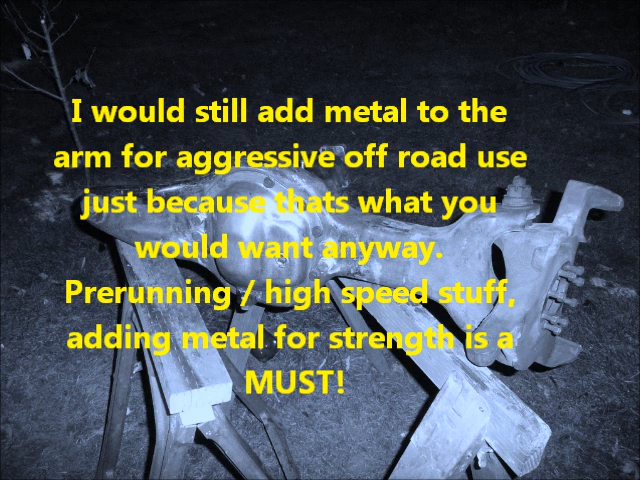 I would still add metal to the
arm for aggressive off road use
just because thats what you
would want anyway.
Prerunning / high speed stuff,
adding metal for strength is a
MUST!